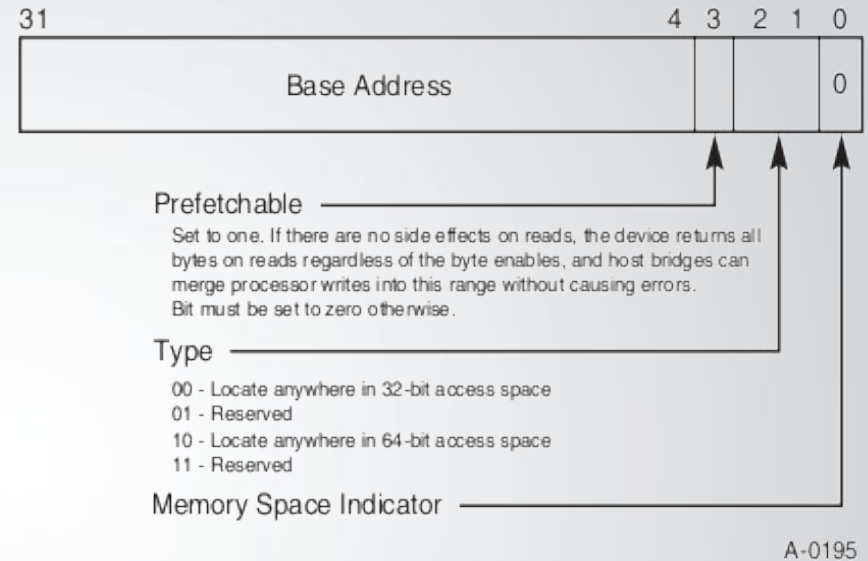 31 4 3 2 1 0
Base Address 0
Prefetchable
Set to one. If there are no side effects on reads, the device returns all
bytes on reads regardless of the byte enables, and host bridges can
merge processor writes into this range without causing errors.
Bit must be set to zero otherwise.
Type
00 - Locate anywhere in 32-bit access space
01 - Reserved
10 - Locate anywhere in 64-bit access space
11 - Reserved
Memory Space Indicator
A-0195